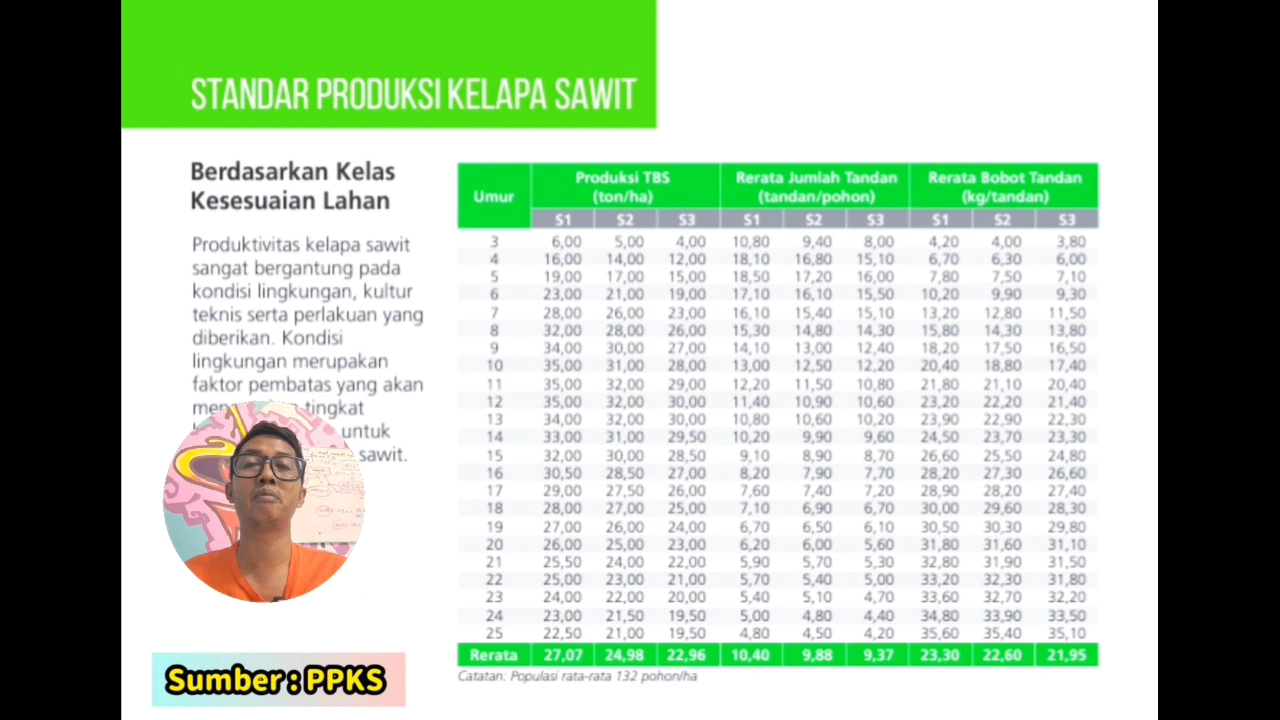 STANDAR PRODUKSI KELAPA SAWIT
Berdasarkan Kelas
Kesesuaian Lahan
Produktivitas kelapa sawit
sangat bergantung pada
kondisi lingkungan, kultur
teknis serta perlakuan yang
diberikan. Kondisi
lingkungan merupakan
faktor pembatas yang akan
tingkat
untuk
sawit.
Umur Produksi TBS (ton/ha) Rerata Jumlah Tandan (tandan/pohon) Rerata Bobot Tandan (kg/tandan)
S1 S2 S3 S1 S2 S3 S1 S2 S3
3 6,00 5,00 4,00 10,80 9,40 8,00 4,20 4,00 3,80
4 16,00 14,00 12,00 18,10 16,80 15,10 6,70 6,30 6,00
5 19,00 17,00 15,00 18,50 17,20 16,00 7,80 7,50 7,10
6 23,00 21,00 19,00 17,10 16,10 15,50 10,20 9,90 9,30
7 28,00 26,00 23,00 16,10 15,40 15,10 13,20 12,80 11,50
8 32,00 28,00 26,00 15,30 14,80 14,30 15,80 14,30 13,80
9 34,00 30,00 27,00 14,10 13,00 12,40 18,20 17,50 16,50
10 35,00 31,00 28,00 13,00 12,50 12,20 20,40 18,80 17,40
11 35,00 32,00 29,00 12,20 11,50 10,80 21,80 21,10 20,40
12 35,00 32,00 30,00 11,40 10,90 10,60 23,20 22,20 21,40
13 34,00 32,00 30,00 10,80 10,60 10,20 23,90 22,90 22,30
14 33,00 31,00 29,50 10,20 9,90 9,60 24,50 23,70 23,30
15 32,00 30,00 28,50 9,10 8,90 8,70 26,60 25,50 24,80
16 30,50 28,50 27,00 8,20 7,90 7,70 28,20 27,30 26,60
17 29,00 27,50 26,00 7,60 7,40 7,20 28,90 28,20 27,40
18 28,00 27,00 25,00 7,10 6,90 6,70 30,00 29,60 28,30
19 27,00 26,00 24,00 6,70 6,50 6,10 30,50 30,30 29,80
20 26,00 25,00 23,00 6,20 6,00 5,60 31,80 31,60 31,10
21 25,50 24,00 22,00 5,90 5,70 5,30 32,80 31,90 31,50
22 25,00 23,00 21,00 5,70 5,40 5,00 33,20 32,30 31,80
23 24,00 22,00 20,00 5,40 5,10 4,70 33,60 32,70 32,20
24 23,00 21,50 19,50 5,00 4,80 4,40 34,80 33,90 33,50
25 22,50 21,00 19,50 4,80 4,50 4,20 35,60 35,40 35,10
Rerata 27,07 24,98 22,96 10,40 9,88 9,37 23,30 22,60 21,95
Catatan: Populasi rata-rata 132 pohon/ha
Sumber : PPKS